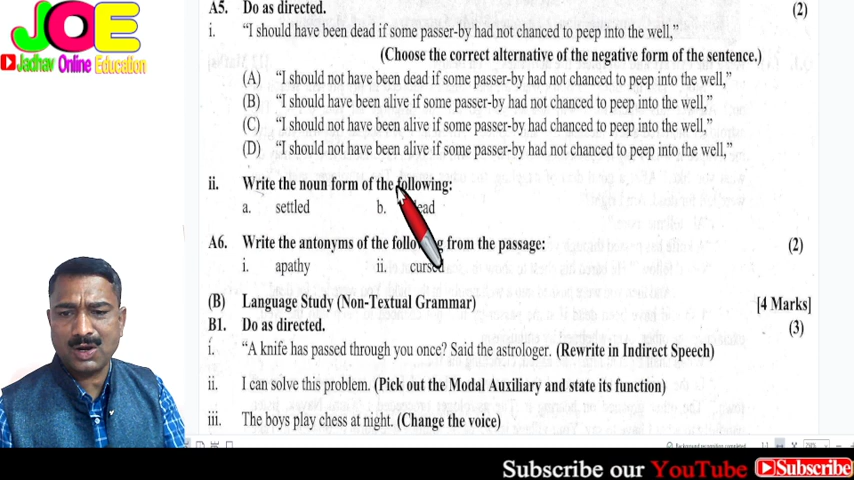 JOE
Jadhav Online Education
A5. Do as directed. (2)
i. “I should have been dead if some passer-by had not chanced to peep into the well,”
(Choose the correct alternative of the negative form of the sentence.)
(A) “I should not have been dead if some passer-by had not chanced to peep into the well,”
(B) “I should have been alive if some passer-by had not chanced to peep into the well,”
(C) “I should not have been alive if some passer-by had chanced to peep into the well,”
(D) “I should not have been alive if some passer-by had not chanced to peep into the well,”
ii. Write the noun form of the following:
a. settled b.
A6. Write the antonyms of the from the passage: (2)
i. apathy ii. cursed
(B) Language Study (Non-Textual Grammar) [4 Marks]
B1. Do as directed. (3)
i. “A knife has passed through you once? Said the astrologer. (Rewrite in Indirect Speech)
ii. I can solve this problem. (Pick out the Modal Auxiliary and state its function)
iii. The boys play chess at night. (Change the voice)
Subscribe our YouTube Subscribe